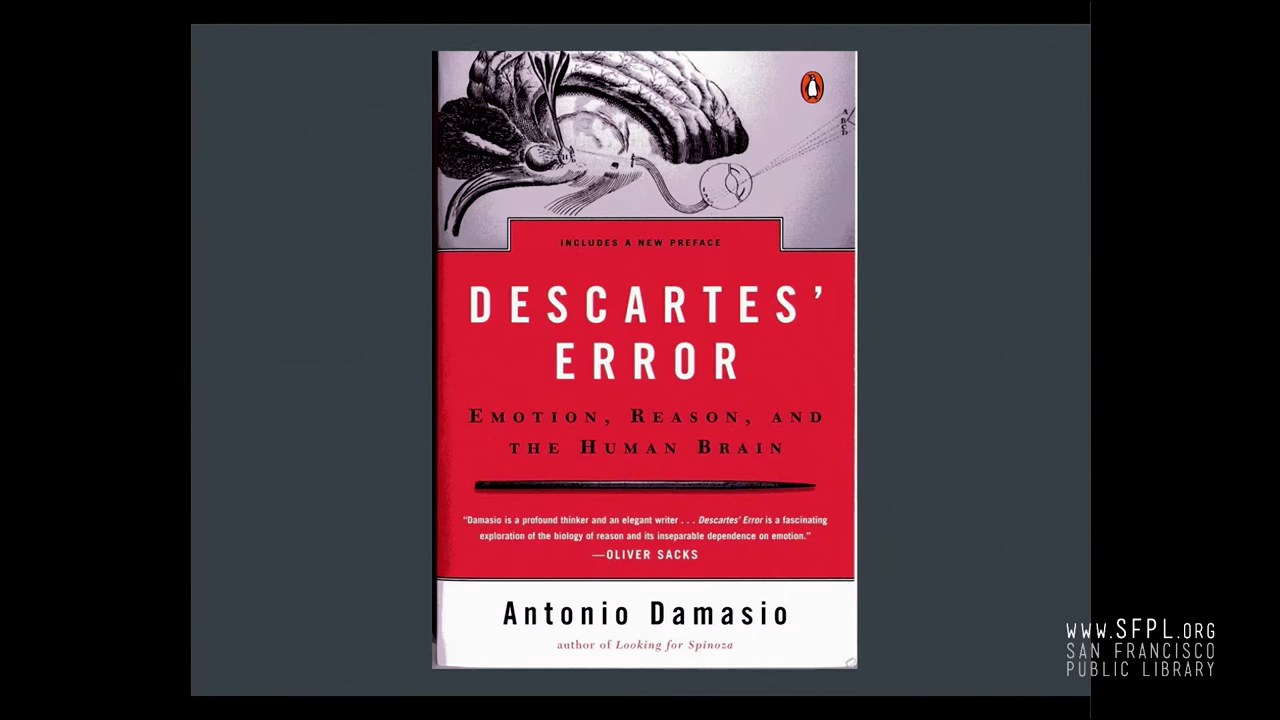 A
B
C
D
INCLUDES A NEW PREFACE
DESCARTES’
ERROR
EMOTION, REASON, AND
THE HUMAN BRAIN
“Damasio is a profound thinker and an elegant writer . . . Descartes’ Error is a fascinating
exploration of the biology of reason and its inseparable dependence on emotion.”
—OLIVER SACKS
Antonio Damasio
author of Looking for Spinoza
WWW.SFPL.ORG
SAN FRANCISCO
PUBLIC LIBRARY